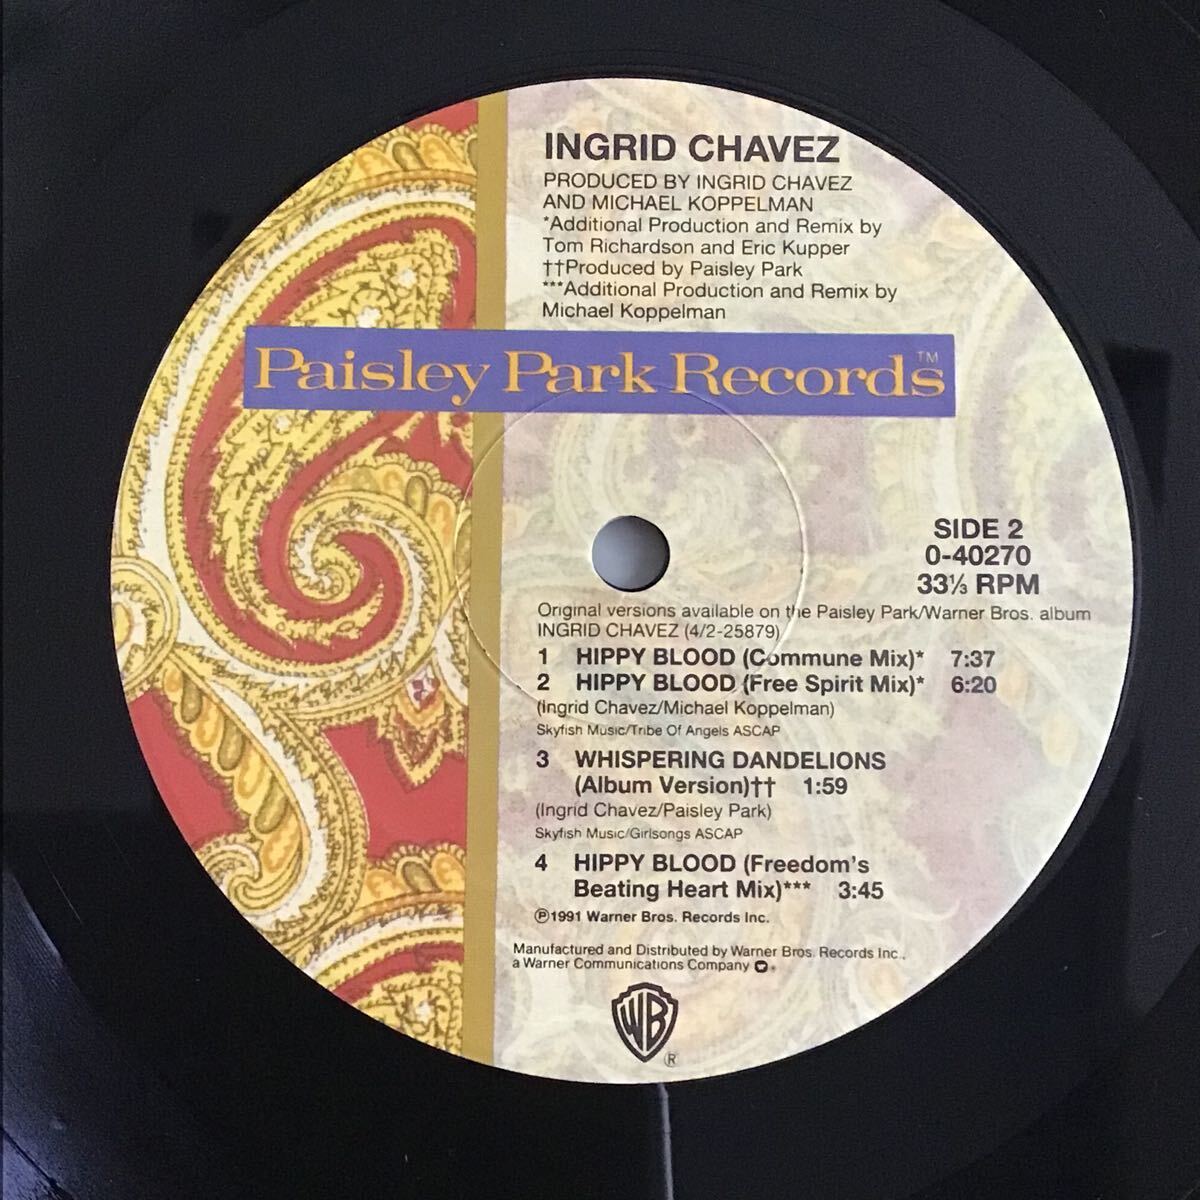 INGRID CHAVEZ
PRODUCED BY INGRID CHAVEZ
AND MICHAEL KOPPELMAN
*Additional Production and Remix by
Tom Richardson and Eric Kupper
††Produced by Paisley Park
***Additional Production and Remix by
Michael Koppelman
Paisley Park Records™
SIDE 2
0-40270
33⅓ RPM
Original versions available on the Paisley Park/Warner Bros. album
INGRID CHAVEZ (4/2-25879)
1 HIPPY BLOOD (Commune Mix)* 7:37
2 HIPPY BLOOD (Free Spirit Mix)* 6:20
(Ingrid Chavez/Michael Koppelman)
Skyfish Music/Tribe Of Angels ASCAP
3 WHISPERING DANDELIONS
(Album Version)†† 1:59
(Ingrid Chavez/Paisley Park)
Skyfish Music/Girlsongs ASCAP
4 HIPPY BLOOD (Freedom's
Beating Heart Mix)*** 3:45
℗1991 Warner Bros. Records Inc.
Manufactured and Distributed by Warner Bros. Records Inc.,
a Warner Communications Company
WB
®